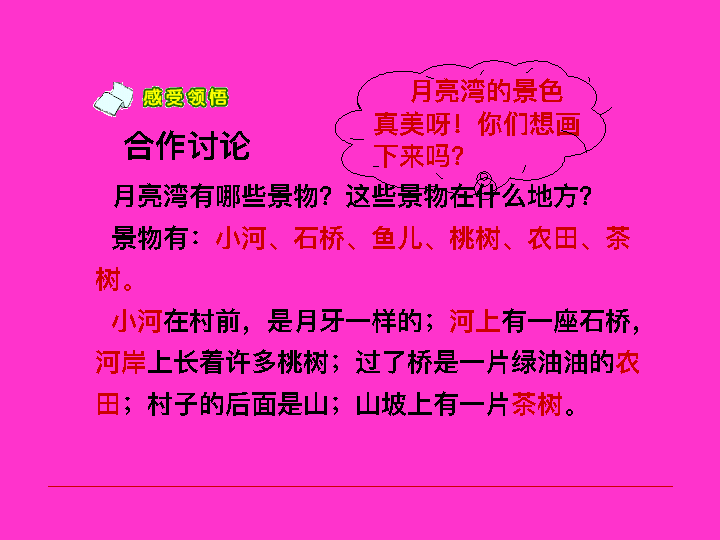 感受领悟
月亮湾的景色
真美呀！你们想画
下来吗？
合作讨论
月亮湾有哪些景物？这些景物在什么地方？
景物有：小河、石桥、鱼儿、桃树、农田、茶
树。
小河在村前，是月牙一样的；河上有一座石桥，
河岸上长着许多桃树；过了桥是一片绿油油的农
田；村子的后面是山；山坡上有一片茶树。